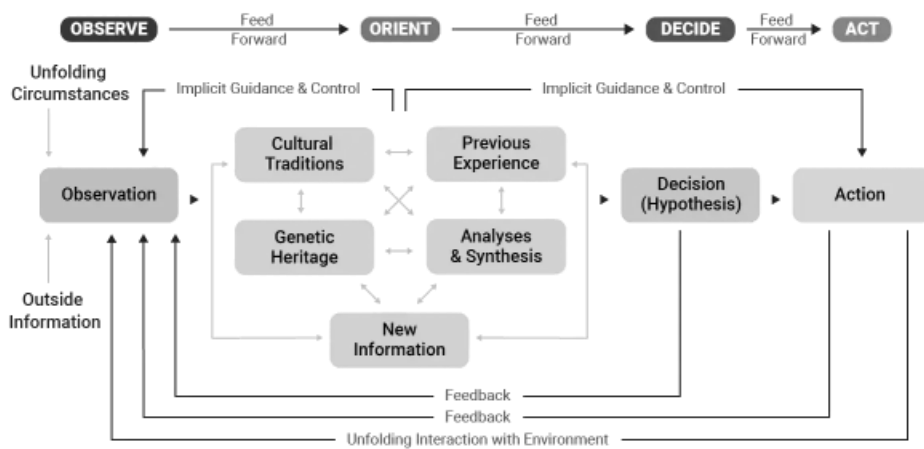 OBSERVE
Feed
Forward
ORIENT
Feed
Forward
DECIDE
Feed
Forward
ACT
Unfolding
Circumstances
Implicit Guidance & Control
Implicit Guidance & Control
Cultural
Traditions
Previous
Experience
Observation
Decision
(Hypothesis)
Action
Genetic
Heritage
Analyses
& Synthesis
Outside
Information
New
Information
Feedback
Feedback
Unfolding Interaction with Environment